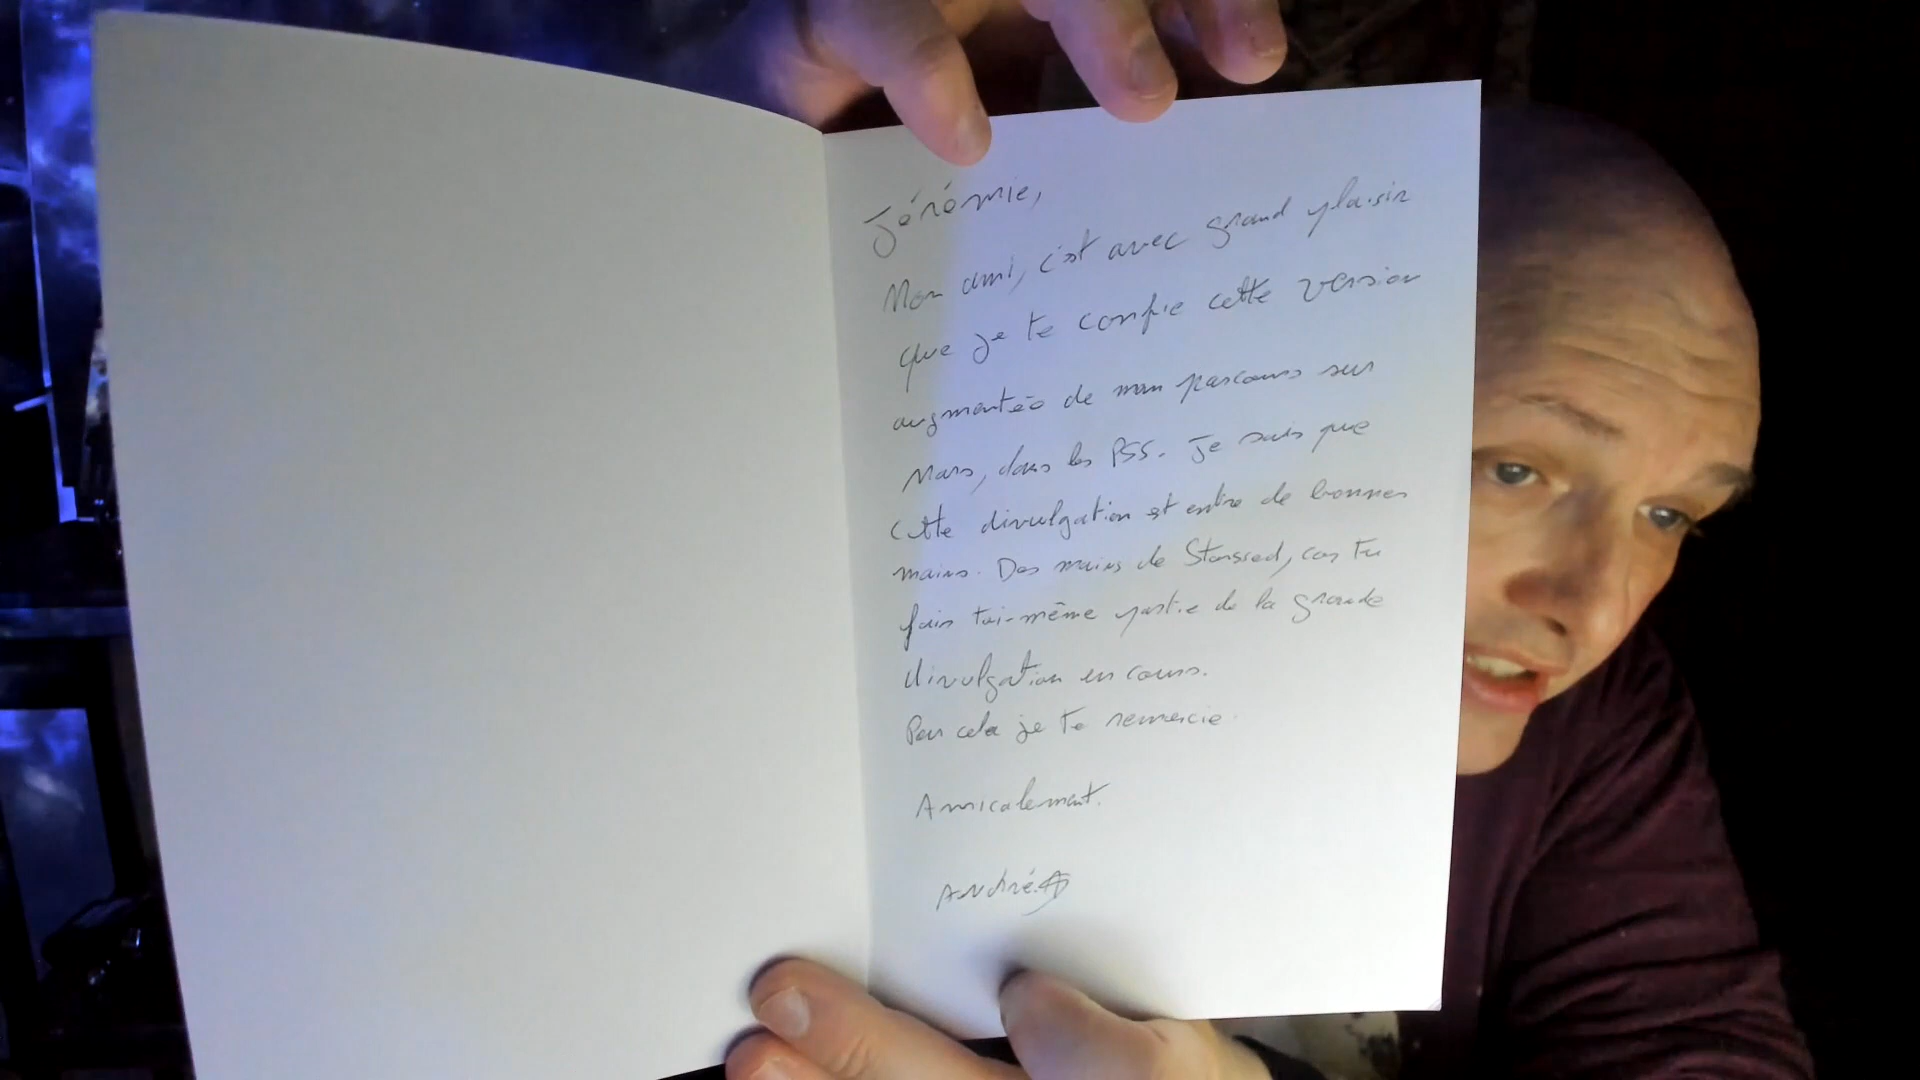 Jérémie,
Mon ami, c'est avec grand plaisir
que je te confie cette version
augmentée de mon parcours sur
Mars, dans les PSS. Je sais que
cette divulgation est entre de bonnes
mains. Des mains de Starseed, car tu
fais toi-même partie de la grande
divulgation en cours.
Pour cela je te remercie.
Amicalement.
André